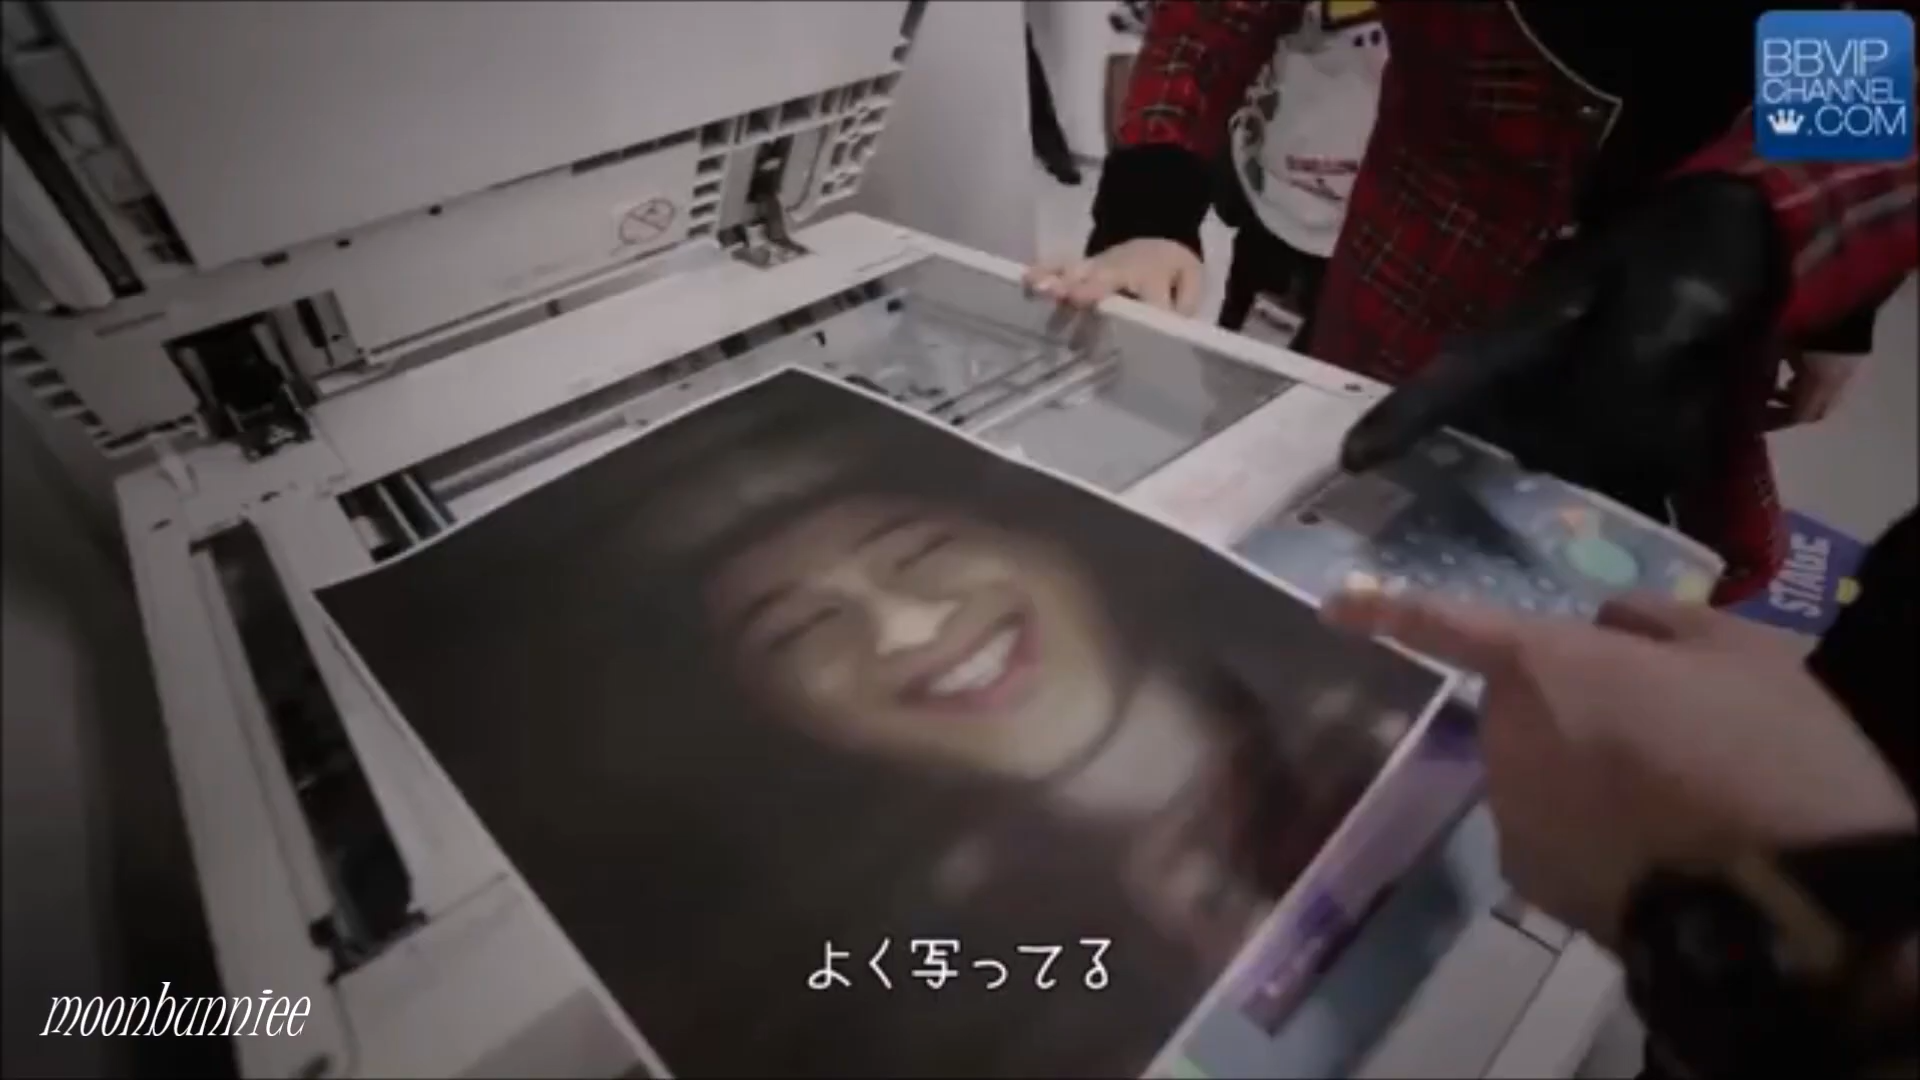 BBVIP
CHANNEL
.COM
STAGE
よく写ってる
moonbunniee